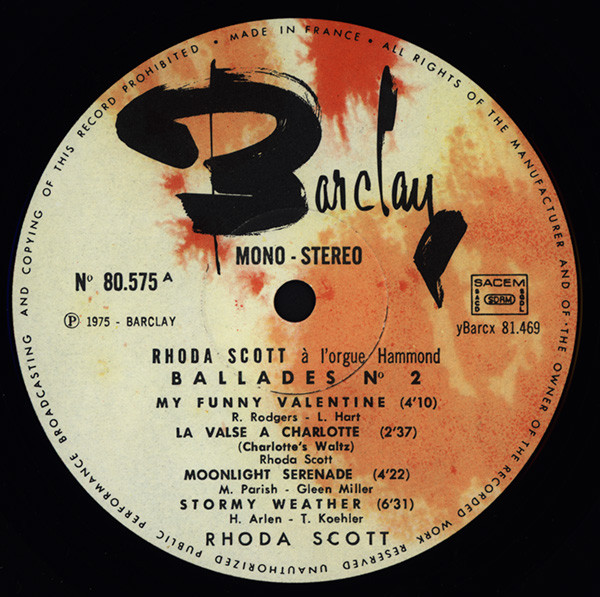 MADE IN FRANCE • ALL RIGHTS OF THE MANUFACTURER AND OF THE OWNER OF THE RECORDED WORK RESERVED UNAUTHORIZED PUBLIC PERFORMANCE BROADCASTING AND COPYING OF THIS RECORD PROHIBITED •
Barclay
MONO - STEREO
Nº 80.575 A
SACEM
SACD SDRM SGDL
℗ 1975 - BARCLAY
yBarcx 81.469
RHODA SCOTT à l'orgue Hammond
BALLADES Nº 2
MY FUNNY VALENTINE (4'10)
R. Rodgers - L. Hart
LA VALSE A CHARLOTTE (2'37)
(Charlotte's Waltz)
Rhoda Scott
MOONLIGHT SERENADE (4'22)
M. Parish - Gleen Miller
STORMY WEATHER (6'31)
H. Arlen - T. Koehler
RHODA SCOTT